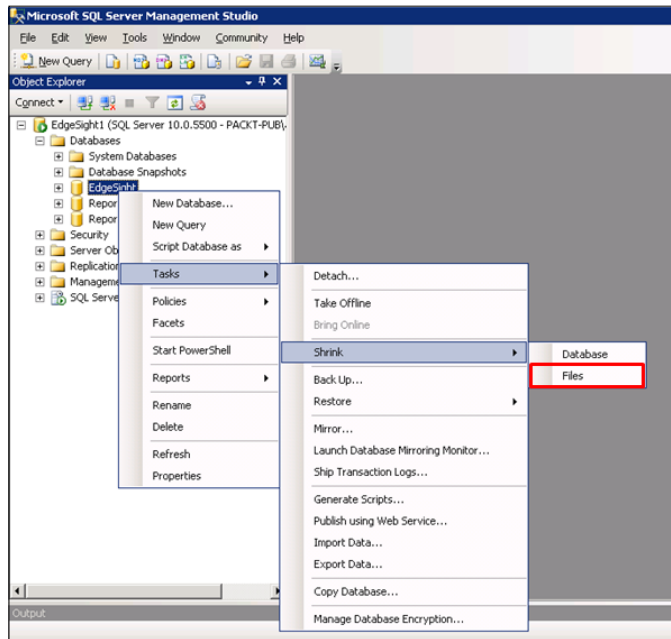 Microsoft SQL Server Management Studio
File Edit View Tools Window Community Help
New Query
Object Explorer
Connect
EdgeSight1 (SQL Server 10.0.5500 - PACKT-PUB\.
Databases
System Databases
Database Snapshots
EdgeSight
Repor
Repor
Security
Server Ob
Replication
Manageme
SQL Serve
New Database...
New Query
Script Database as
Tasks
Policies
Facets
Start PowerShell
Reports
Rename
Delete
Refresh
Properties
Detach...
Take Offline
Bring Online
Shrink
Back Up...
Restore
Mirror...
Launch Database Mirroring Monitor...
Ship Transaction Logs...
Generate Scripts...
Publish using Web Service...
Import Data...
Export Data...
Copy Database...
Manage Database Encryption...
Database
Files
Output